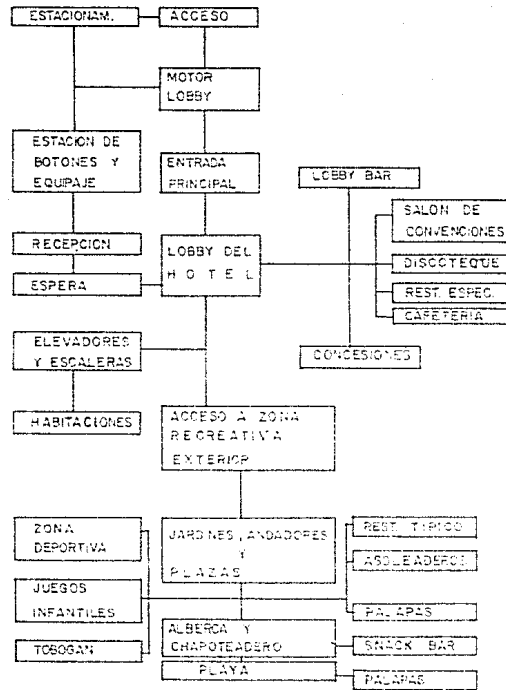 ESTACIONAM.
ACCESO
MOTOR
LOBBY
ESTACION DE
BOTONES Y
EQUIPAJE
ENTRADA
PRINCIPAL
LOBBY BAR
SALON DE
CONVENCIONES
RECEPCION
LOBBY DEL
HOTEL
DISCOTEQUE
ESPERA
REST. ESPEC.
CAFETERIA
ELEVADORES
Y ESCALERAS
CONCESIONES
HABITACIONES
ACCESO A ZONA
RECREATIVA
EXTERIOR
ZONA
DEPORTIVA
JARDINES, ANDADORES
Y
PLAZAS
REST. TIPICO
ASOLEADEROS
JUEGOS
INFANTILES
PALAPAS
TOBOGAN
ALBERCA Y
CHAPOTEADERO
SNACK BAR
PLAYA
PALAPAS